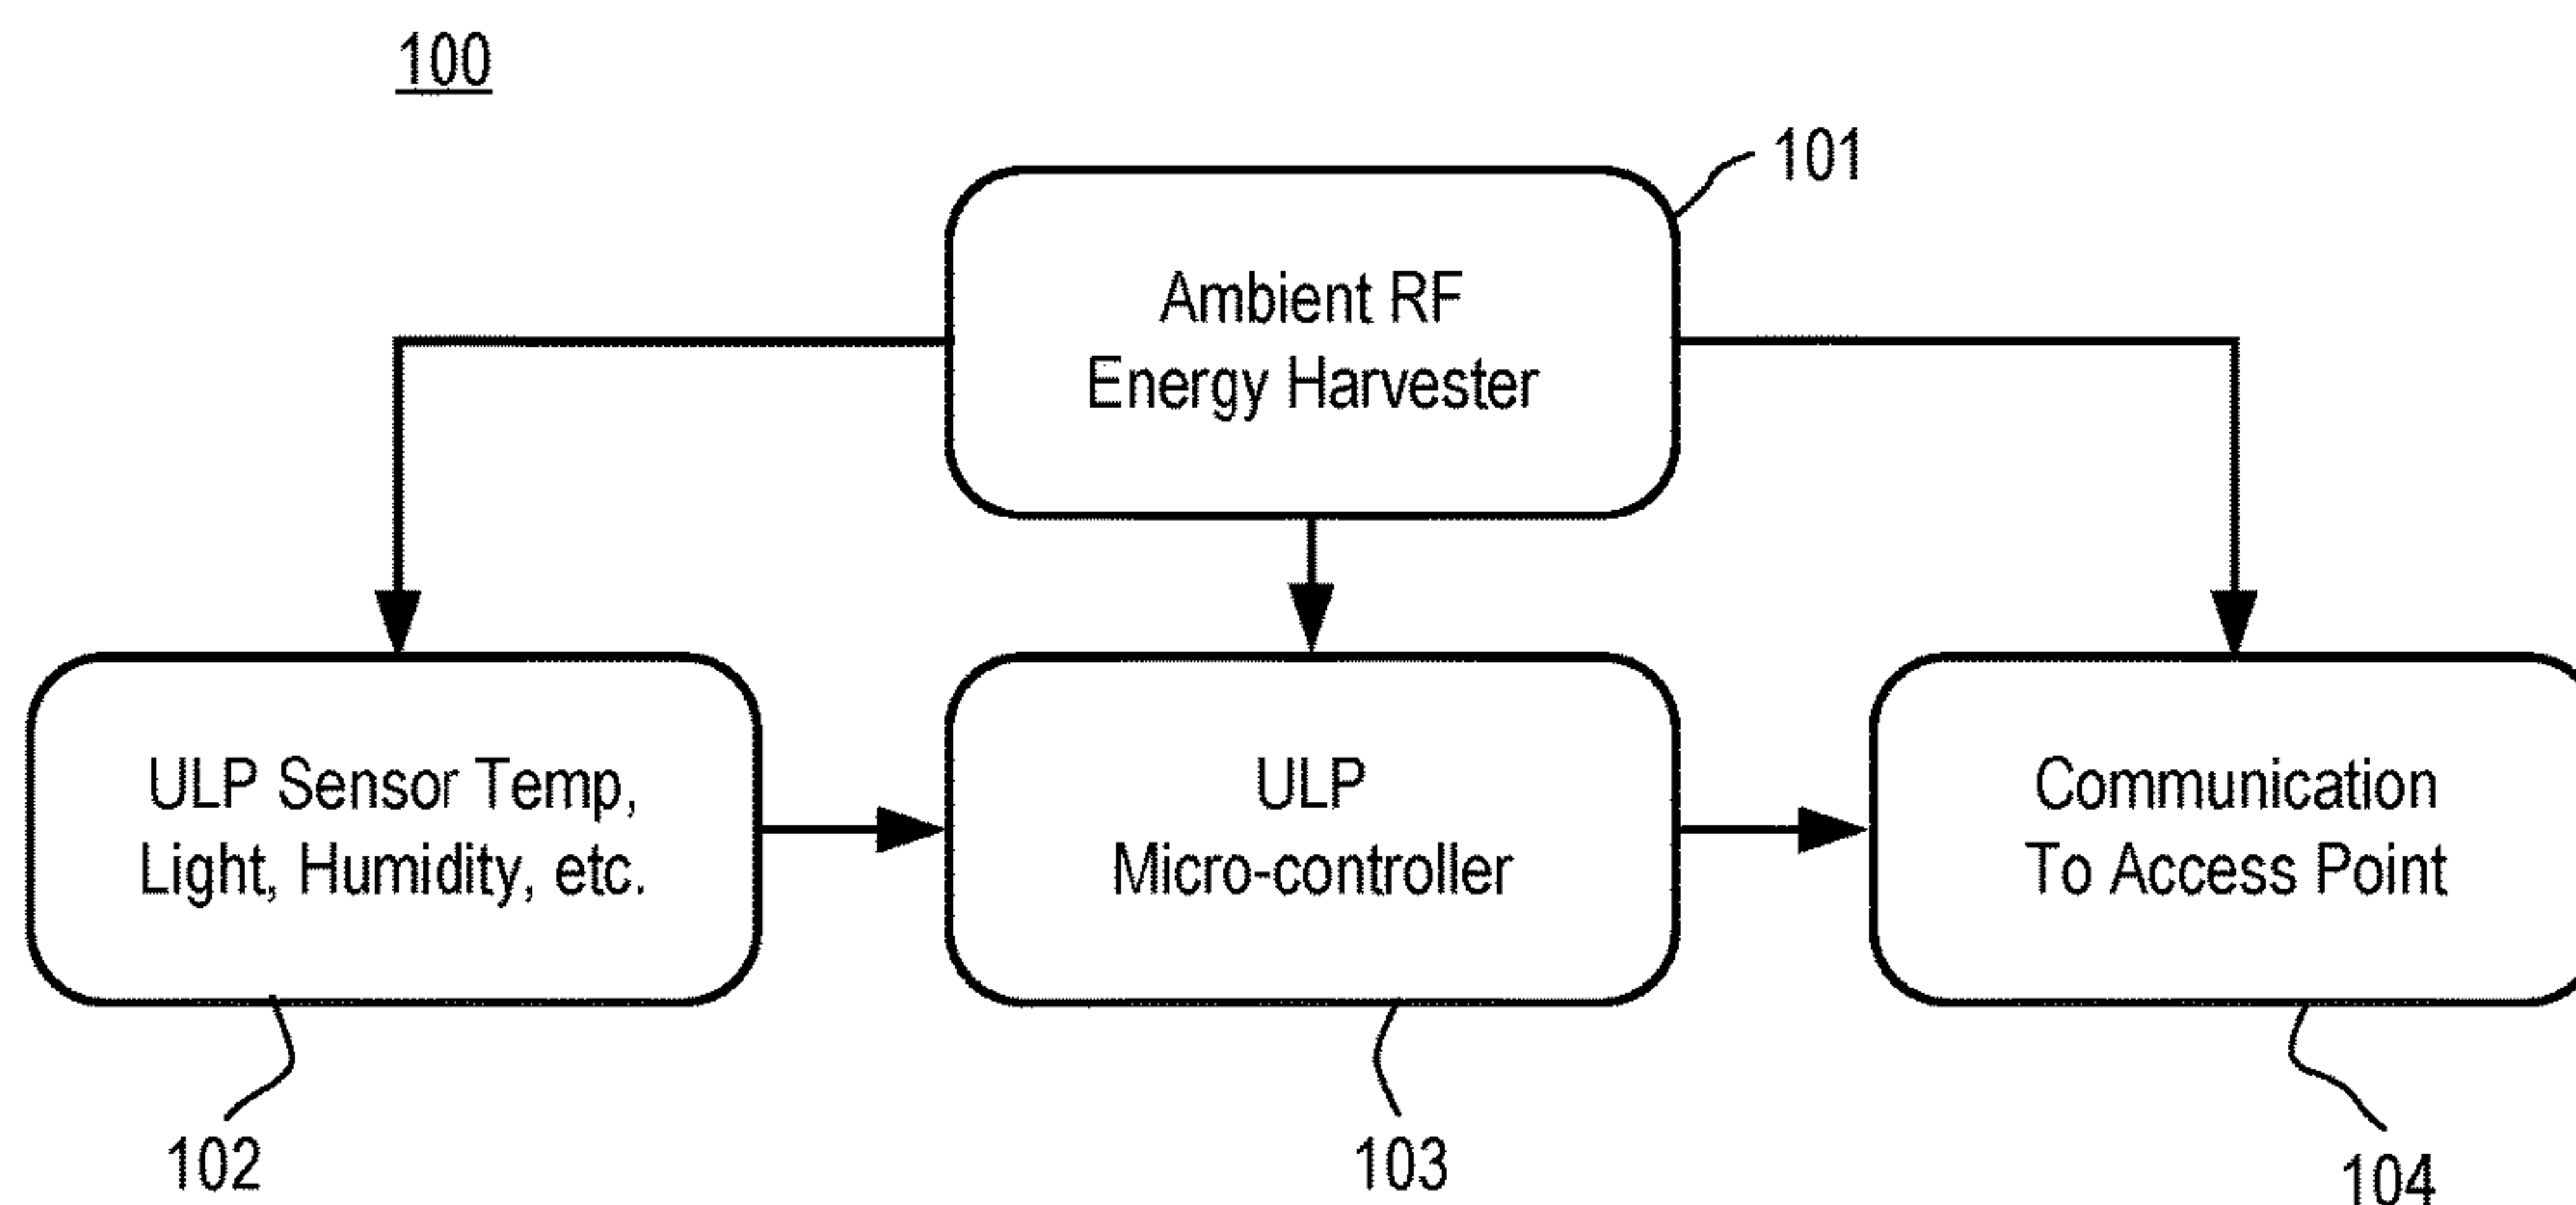 100
101
Ambient RF
Energy Harvester
ULP Sensor Temp,
Light, Humidity, etc.
ULP
Micro-controller
Communication
To Access Point
102
103
104